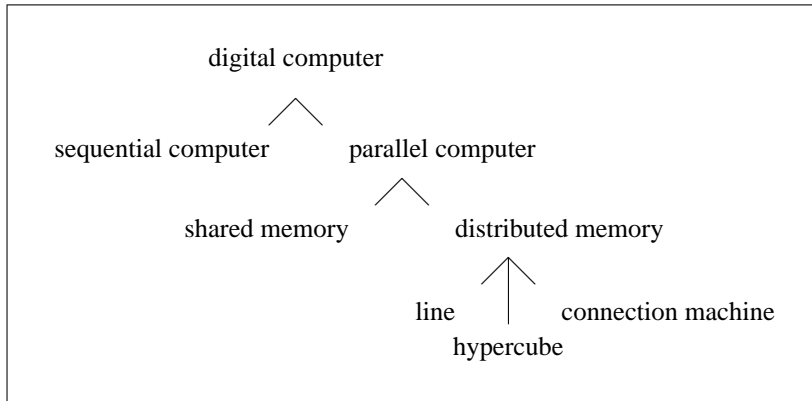 digital computer
sequential computer
parallel computer
shared memory
distributed memory
line
connection machine
hypercube